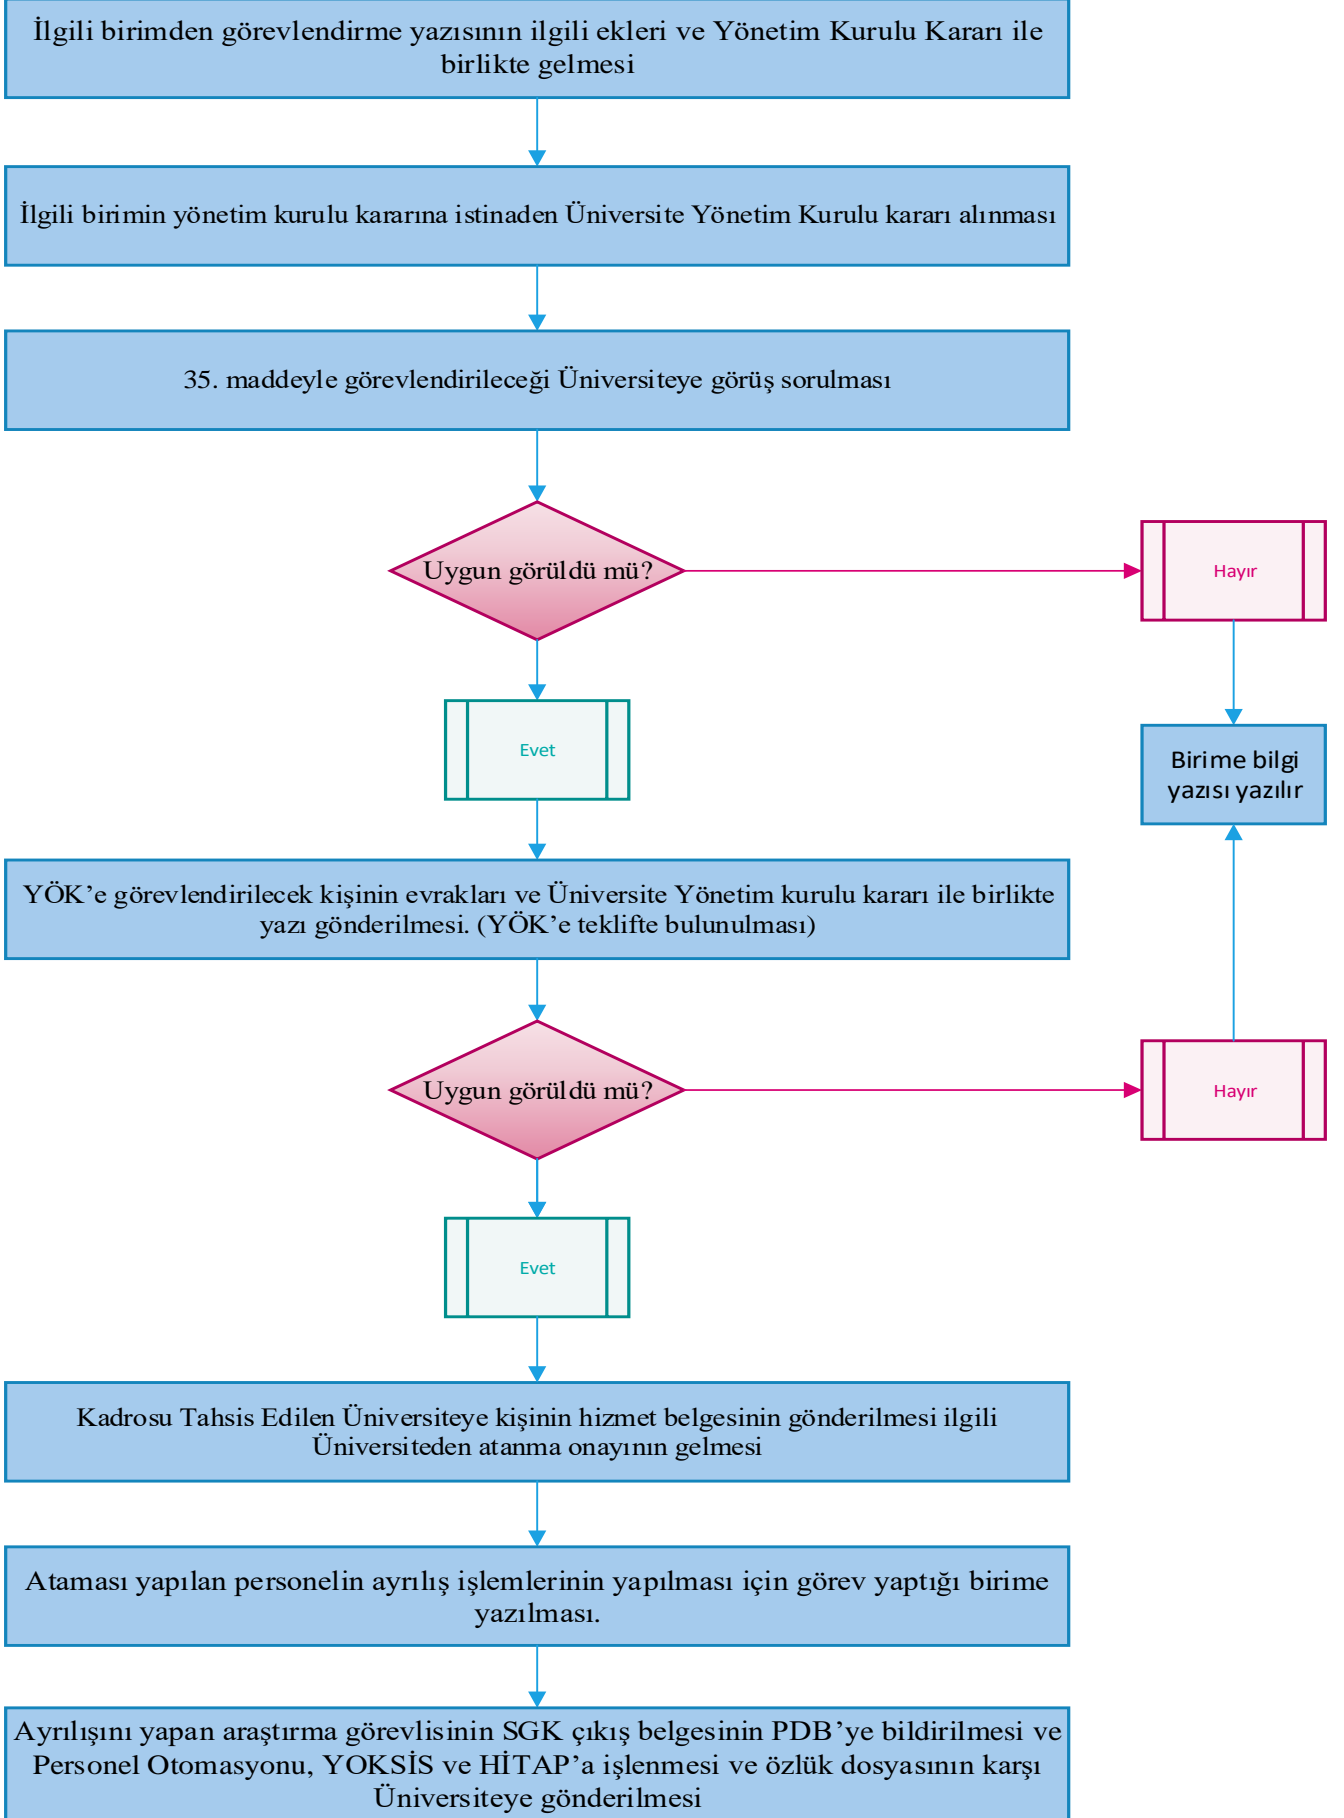 İlgili birimden görevlendirme yazısının ilgili ekleri ve Yönetim Kurulu Kararı ile
birlikte gelmesi
İlgili birimin yönetim kurulu kararına istinaden Üniversite Yönetim Kurulu kararı alınması
35. maddeyle görevlendirileceği Üniversiteye görüş sorulması
Uygun görüldü mü?
Hayır
Evet
Birime bilgi
yazısı yazılır
YÖK’e görevlendirilecek kişinin evrakları ve Üniversite Yönetim kurulu kararı ile birlikte
yazı gönderilmesi. (YÖK’e teklifte bulunulması)
Uygun görüldü mü?
Hayır
Evet
Kadrosu Tahsis Edilen Üniversiteye kişinin hizmet belgesinin gönderilmesi ilgili
Üniversiteden atanma onayının gelmesi
Ataması yapılan personelin ayrılış işlemlerinin yapılması için görev yaptığı birime
yazılması.
Ayrılışını yapan araştırma görevlisinin SGK çıkış belgesinin PDB’ye bildirilmesi ve
Personel Otomasyonu, YOKSİS ve HİTAP’a işlenmesi ve özlük dosyasının karşı
Üniversiteye gönderilmesi